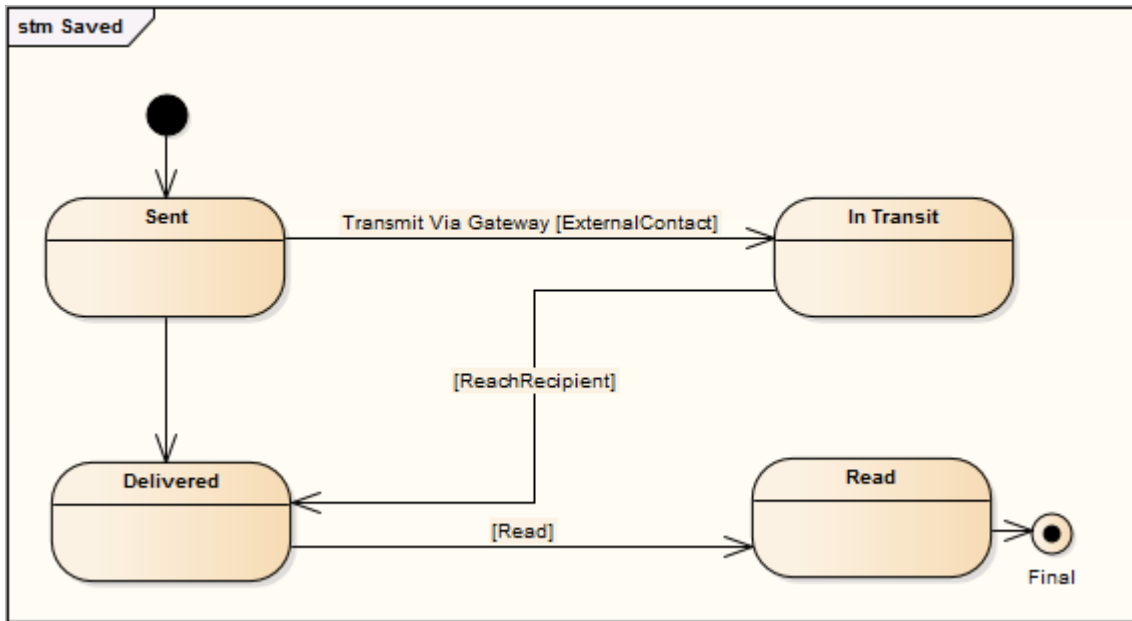 stm Saved
Sent
Transmit Via Gateway [ExternalContact]
In Transit
[ReachRecipient]
Delivered
Read
[Read]
Final